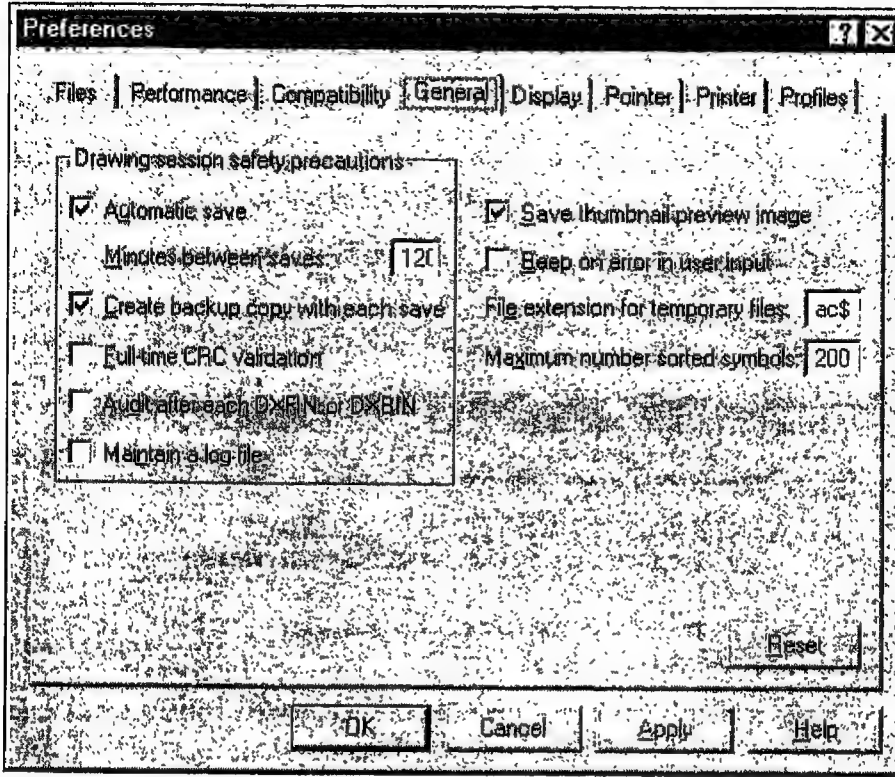 Preferences
Files Performance Compatibility General Display Pointer Printer Profiles
Drawing session safety precautions
Automatic save
Minutes between saves: 120
Create backup copy with each save
Full-time CRC validation
Audit after each DXFIN or DXBIN
Maintain a log file
Save thumbnail preview image
Beep on error in user input
File extension for temporary files: ac$
Maximum number sorted symbols: 200
Reset
OK Cancel Apply Help